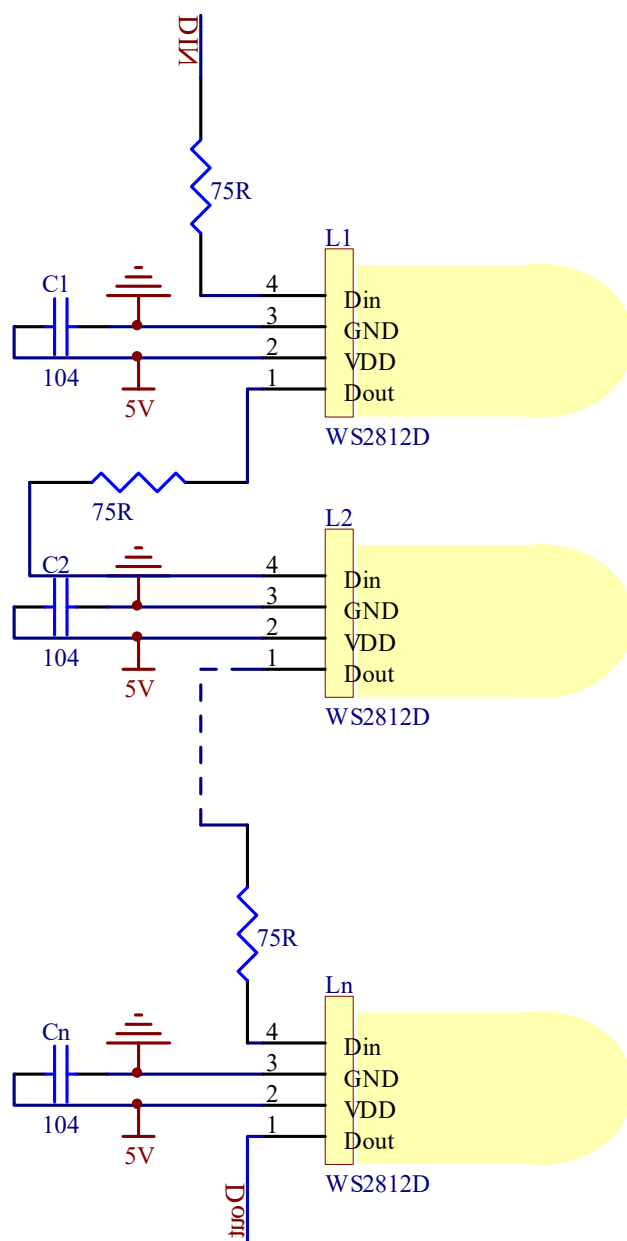 DIN
75R
L1
C1
4 Din
3 GND
2 VDD
104
1 Dout
5V
WS2812D
75R
L2
C2
4 Din
3 GND
2 VDD
104
1 Dout
5V
WS2812D
75R
Ln
Cn
4 Din
3 GND
2 VDD
104
1 Dout
5V
WS2812D
Dout